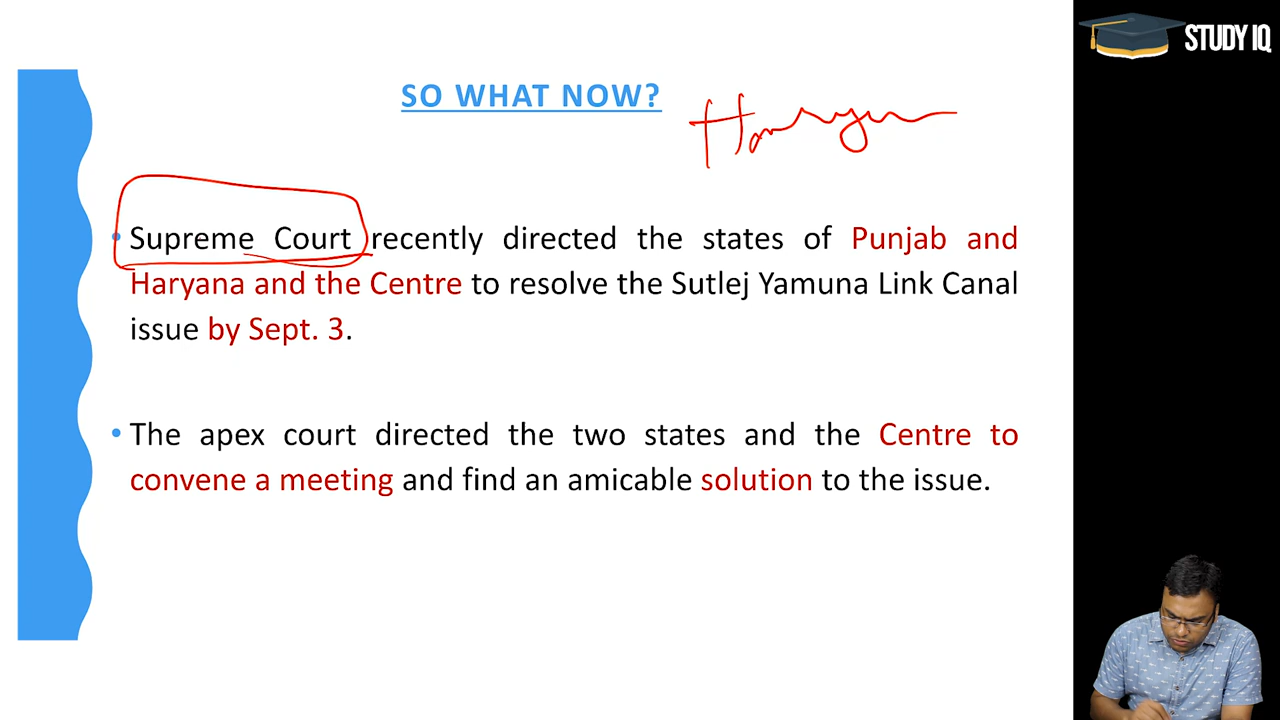 STUDY IQ
SO WHAT NOW?
Haryana
• Supreme Court recently directed the states of Punjab and
Haryana and the Centre to resolve the Sutlej Yamuna Link Canal
issue by Sept. 3.
• The apex court directed the two states and the Centre to
convene a meeting and find an amicable solution to the issue.